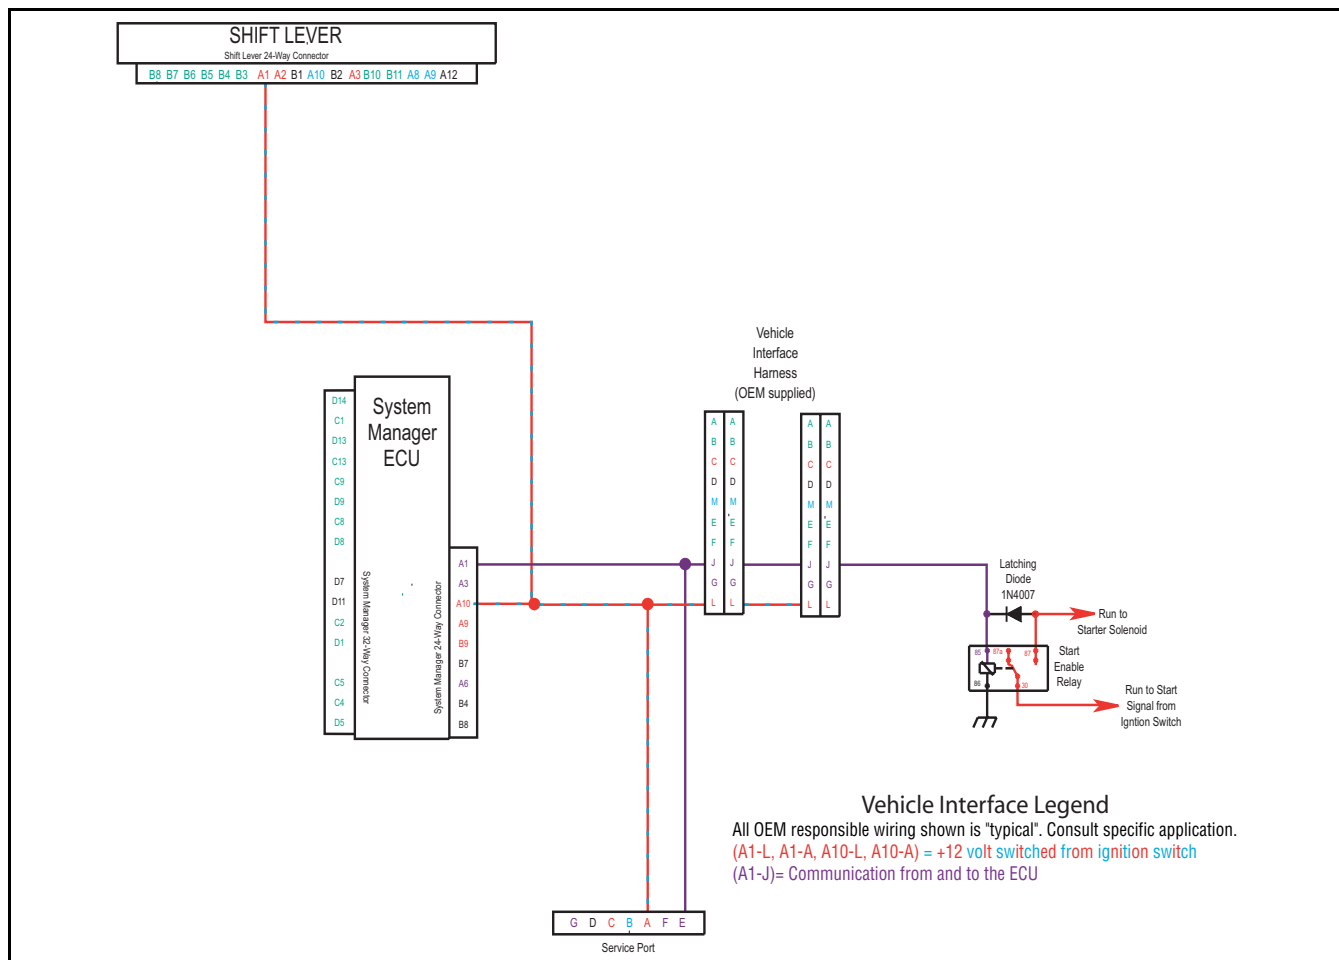 SHIFT LEVER
Shift Lever 24-Way Connector
B8 B7 B6 B5 B4 B3 A1 A2 B1 A10 B2 A3 B10 B11 A8 A9 A12
Vehicle
Interface
Harness
(OEM supplied)
System
Manager
ECU
D14
C1
D13
C13
C9
D9
C8
D8
D7
D11
C2
D1
C5
C4
D5
System Manager 32-Way Connector
System Manager 24-Way Connector
A1
A3
A10
A9
B9
B7
A6
B4
B8
A A
B B
C C
D D
M M
E E
F F
J J
G G
L L
A A
B B
C C
D D
M M
E E
F F
J J
G G
L L
Latching
Diode
1N4007
Run to
Starter Solenoid
85 87a 87
86 30
Start
Enable
Relay
Run to Start
Signal from
Igntion Switch
Vehicle Interface Legend
All OEM responsible wiring shown is "typical". Consult specific application.
(A1-L, A1-A, A10-L, A10-A) = +12 volt switched from ignition switch
(A1-J)= Communication from and to the ECU
G D C B A F E
Service Port